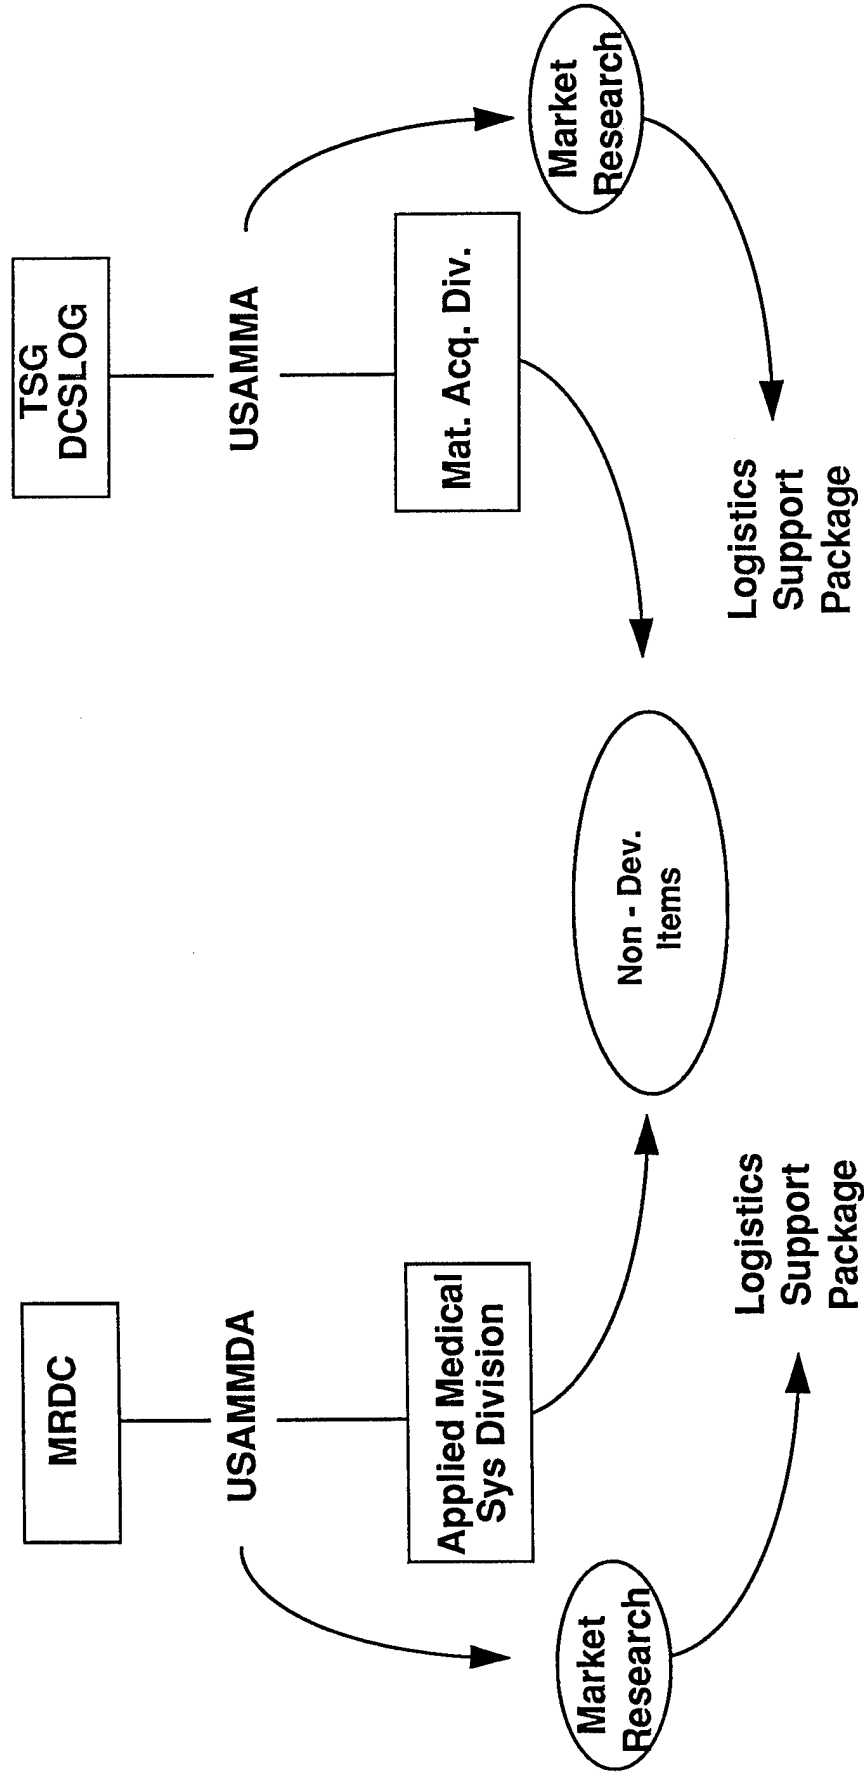 MRDC
USAMMDA
Applied Medical
Sys Division
Market
Research
Logistics
Support
Package
Non - Dev.
Items
TSG
DCSLOG
USAMMA
Mat. Acq. Div.
Market
Research
Logistics
Support
Package